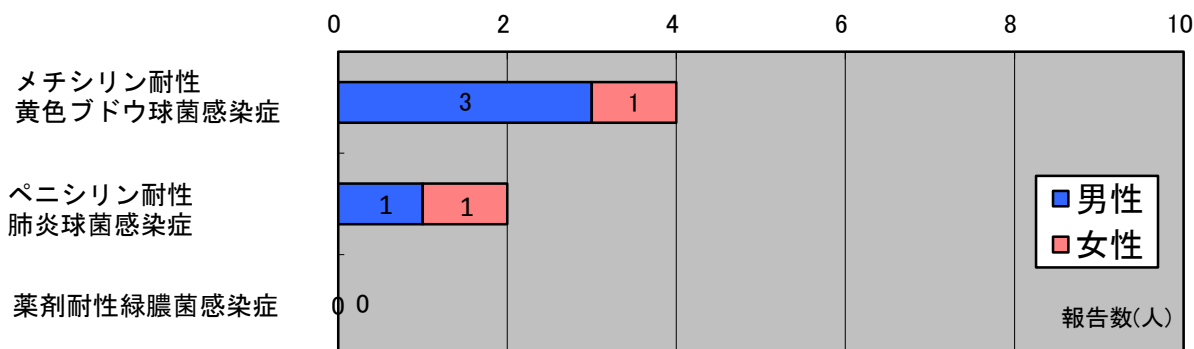 0 2 4 6 8 10
メチシリン耐性
黄色ブドウ球菌感染症
3 1
ペニシリン耐性
肺炎球菌感染症
1 1
男性
女性
薬剤耐性緑膿菌感染症
0 0
報告数(人)